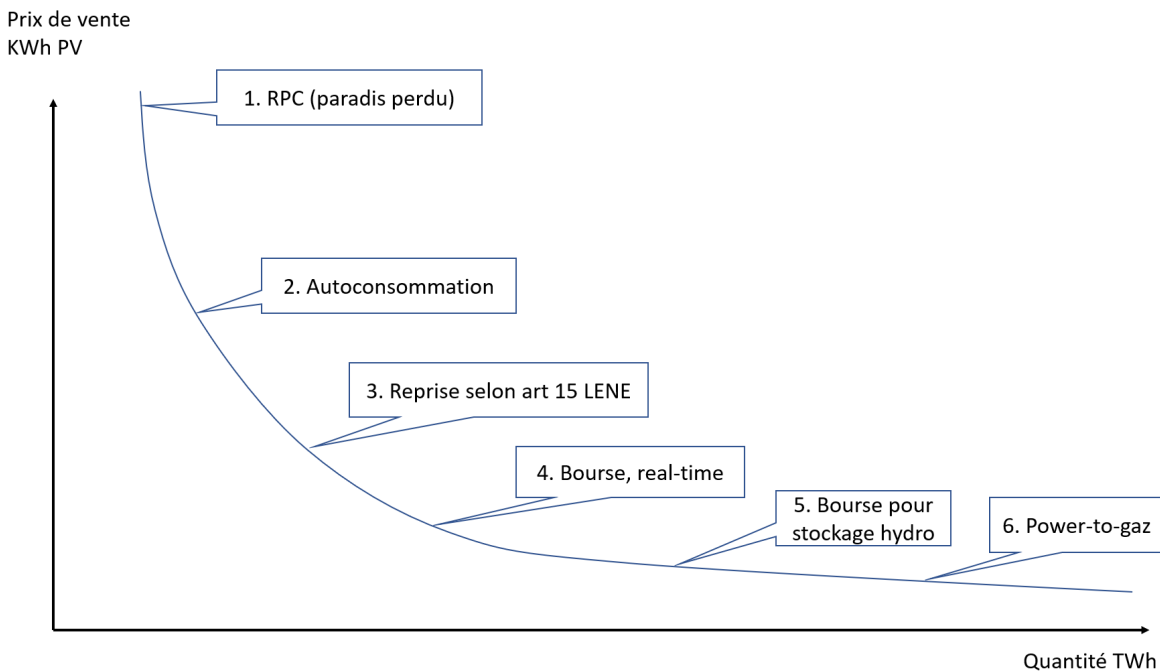 Prix de vente
KWh PV
1. RPC (paradis perdu)
2. Autoconsommation
3. Reprise selon art 15 LENE
4. Bourse, real-time
5. Bourse pour
stockage hydro
6. Power-to-gaz
Quantité TWh